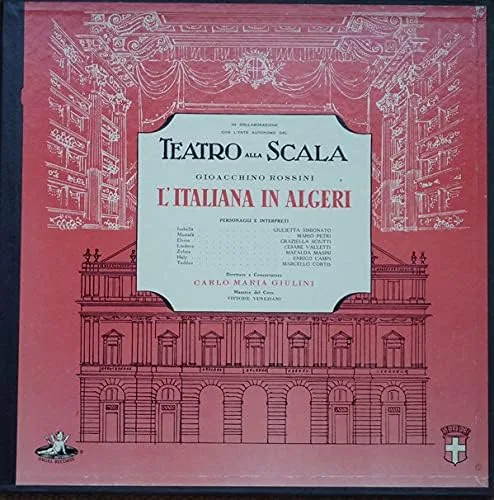 IN COLLABORAZIONE
CON L'ENTE AUTONOMO DEL
TEATRO ALLA SCALA
GIOACCHINO ROSSINI
L'ITALIANA IN ALGERI
PERSONAGGI E INTERPRETI
Isabella GIULIETTA SIMIONATO
Mustafà MARIO PETRI
Elvira GRAZIELLA SCIUTTI
Lindoro CESARE VALLETTI
Zulma MAFALDA MASINI
Haly ENRICO CAMPI
Taddeo MARCELLO CORTIS
Direttore e Concertatore
CARLO MARIA GIULINI
Maestro del Coro
VITTORE VENEZIANI
ANGEL RECORDS